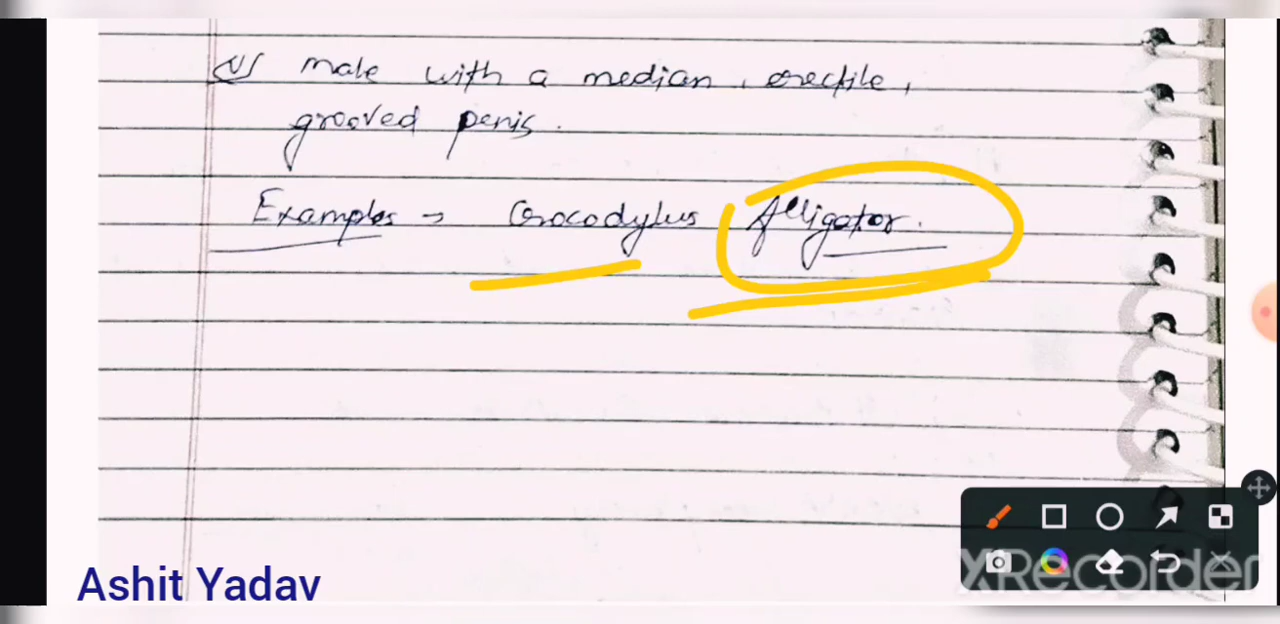 (v) male with a median, erectile,
grooved penis.
Examples → Crocodylus Alligator.
Ashit Yadav
XRecorder